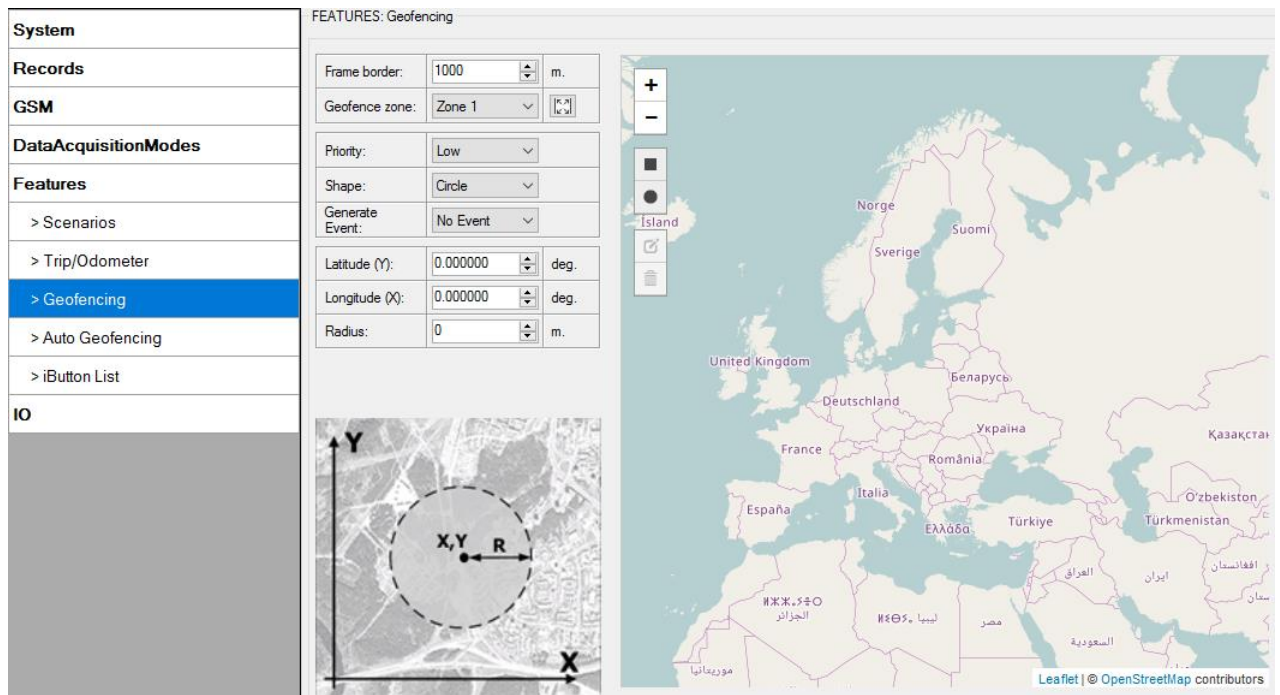 FEATURES: Geofencing
System
Records
GSM
DataAcquisitionModes
Features
> Scenarios
> Trip/Odometer
> Geofencing
> Auto Geofencing
> iButton List
IO
Frame border: 1000 m.
Geofence zone: Zone 1
Priority: Low
Shape: Circle
Generate
Event: No Event
Latitude (Y): 0.000000 deg.
Longitude (X): 0.000000 deg.
Radius: 0 m.
Y
X,Y R
X
+
−
Norge
Ísland
Suomi
Sverige
United Kingdom
Беларусь
Deutschland
Україна
France
Қазақстан
România
Italia
O'zbekiston
España
Türkiye
Türkmenistan
Ελλάδα
العراق
ايران
افغانستان
الجزائر
ليبيا
مصر
السعودية
موريتانيا
Leaflet | © OpenStreetMap contributors